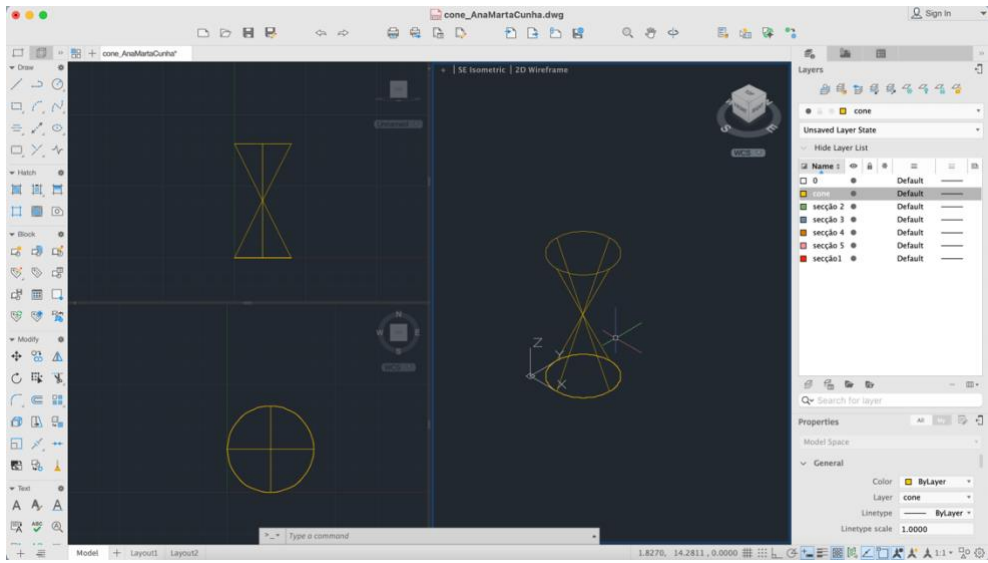 cone_AnaMartaCunha.dwg
Sign In
cone_AnaMartaCunha*
Draw
Hatch
Block
Modify
Text
SE Isometric | 2D Wireframe
WCS
N
W
E
S
WCS
S
E
Z
Y
X
Type a command
Model
Layout1
Layout2
1.8270, 14.2811, 0.0000
1:1
Layers
cone
Unsaved Layer State
Hide Layer List
Name
0 Default
cone Default
secção 2 Default
secção 3 Default
secção 4 Default
secção 5 Default
secção1 Default
Search for layer
Properties
All
Model Space
General
Color ByLayer
Layer cone
Linetype ByLayer
Linetype scale 1.0000